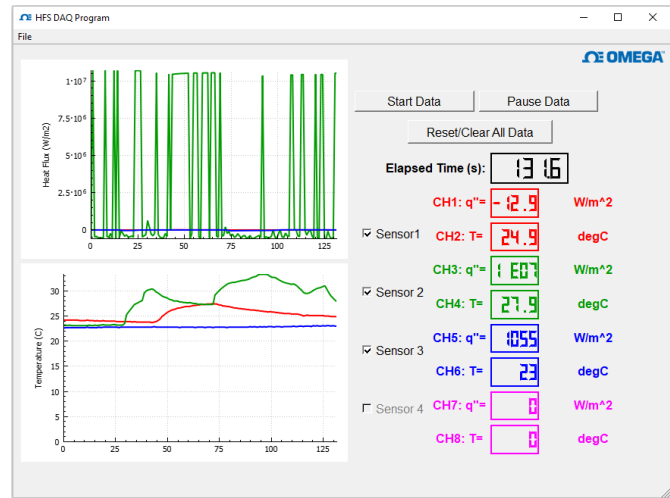 HFS DAQ Program
File
ΩE OMEGA
Heat Flux (W/m2)
1·10⁷
7.5·10⁶
5·10⁶
2.5·10⁶
0
0 25 50 75 100 125
Temperature (C)
30
25
20
15
10
5
0
0 25 50 75 100 125
Start Data
Pause Data
Reset/Clear All Data
Elapsed Time (s): 131.6
CH1: q"= -12.9 W/m^2
Sensor1
CH2: T= 24.9 degC
CH3: q"= 1E07 W/m^2
Sensor 2
CH4: T= 27.9 degC
CH5: q"= 1055 W/m^2
Sensor 3
CH6: T= 23 degC
CH7: q"= 0 W/m^2
Sensor 4
CH8: T= 0 degC